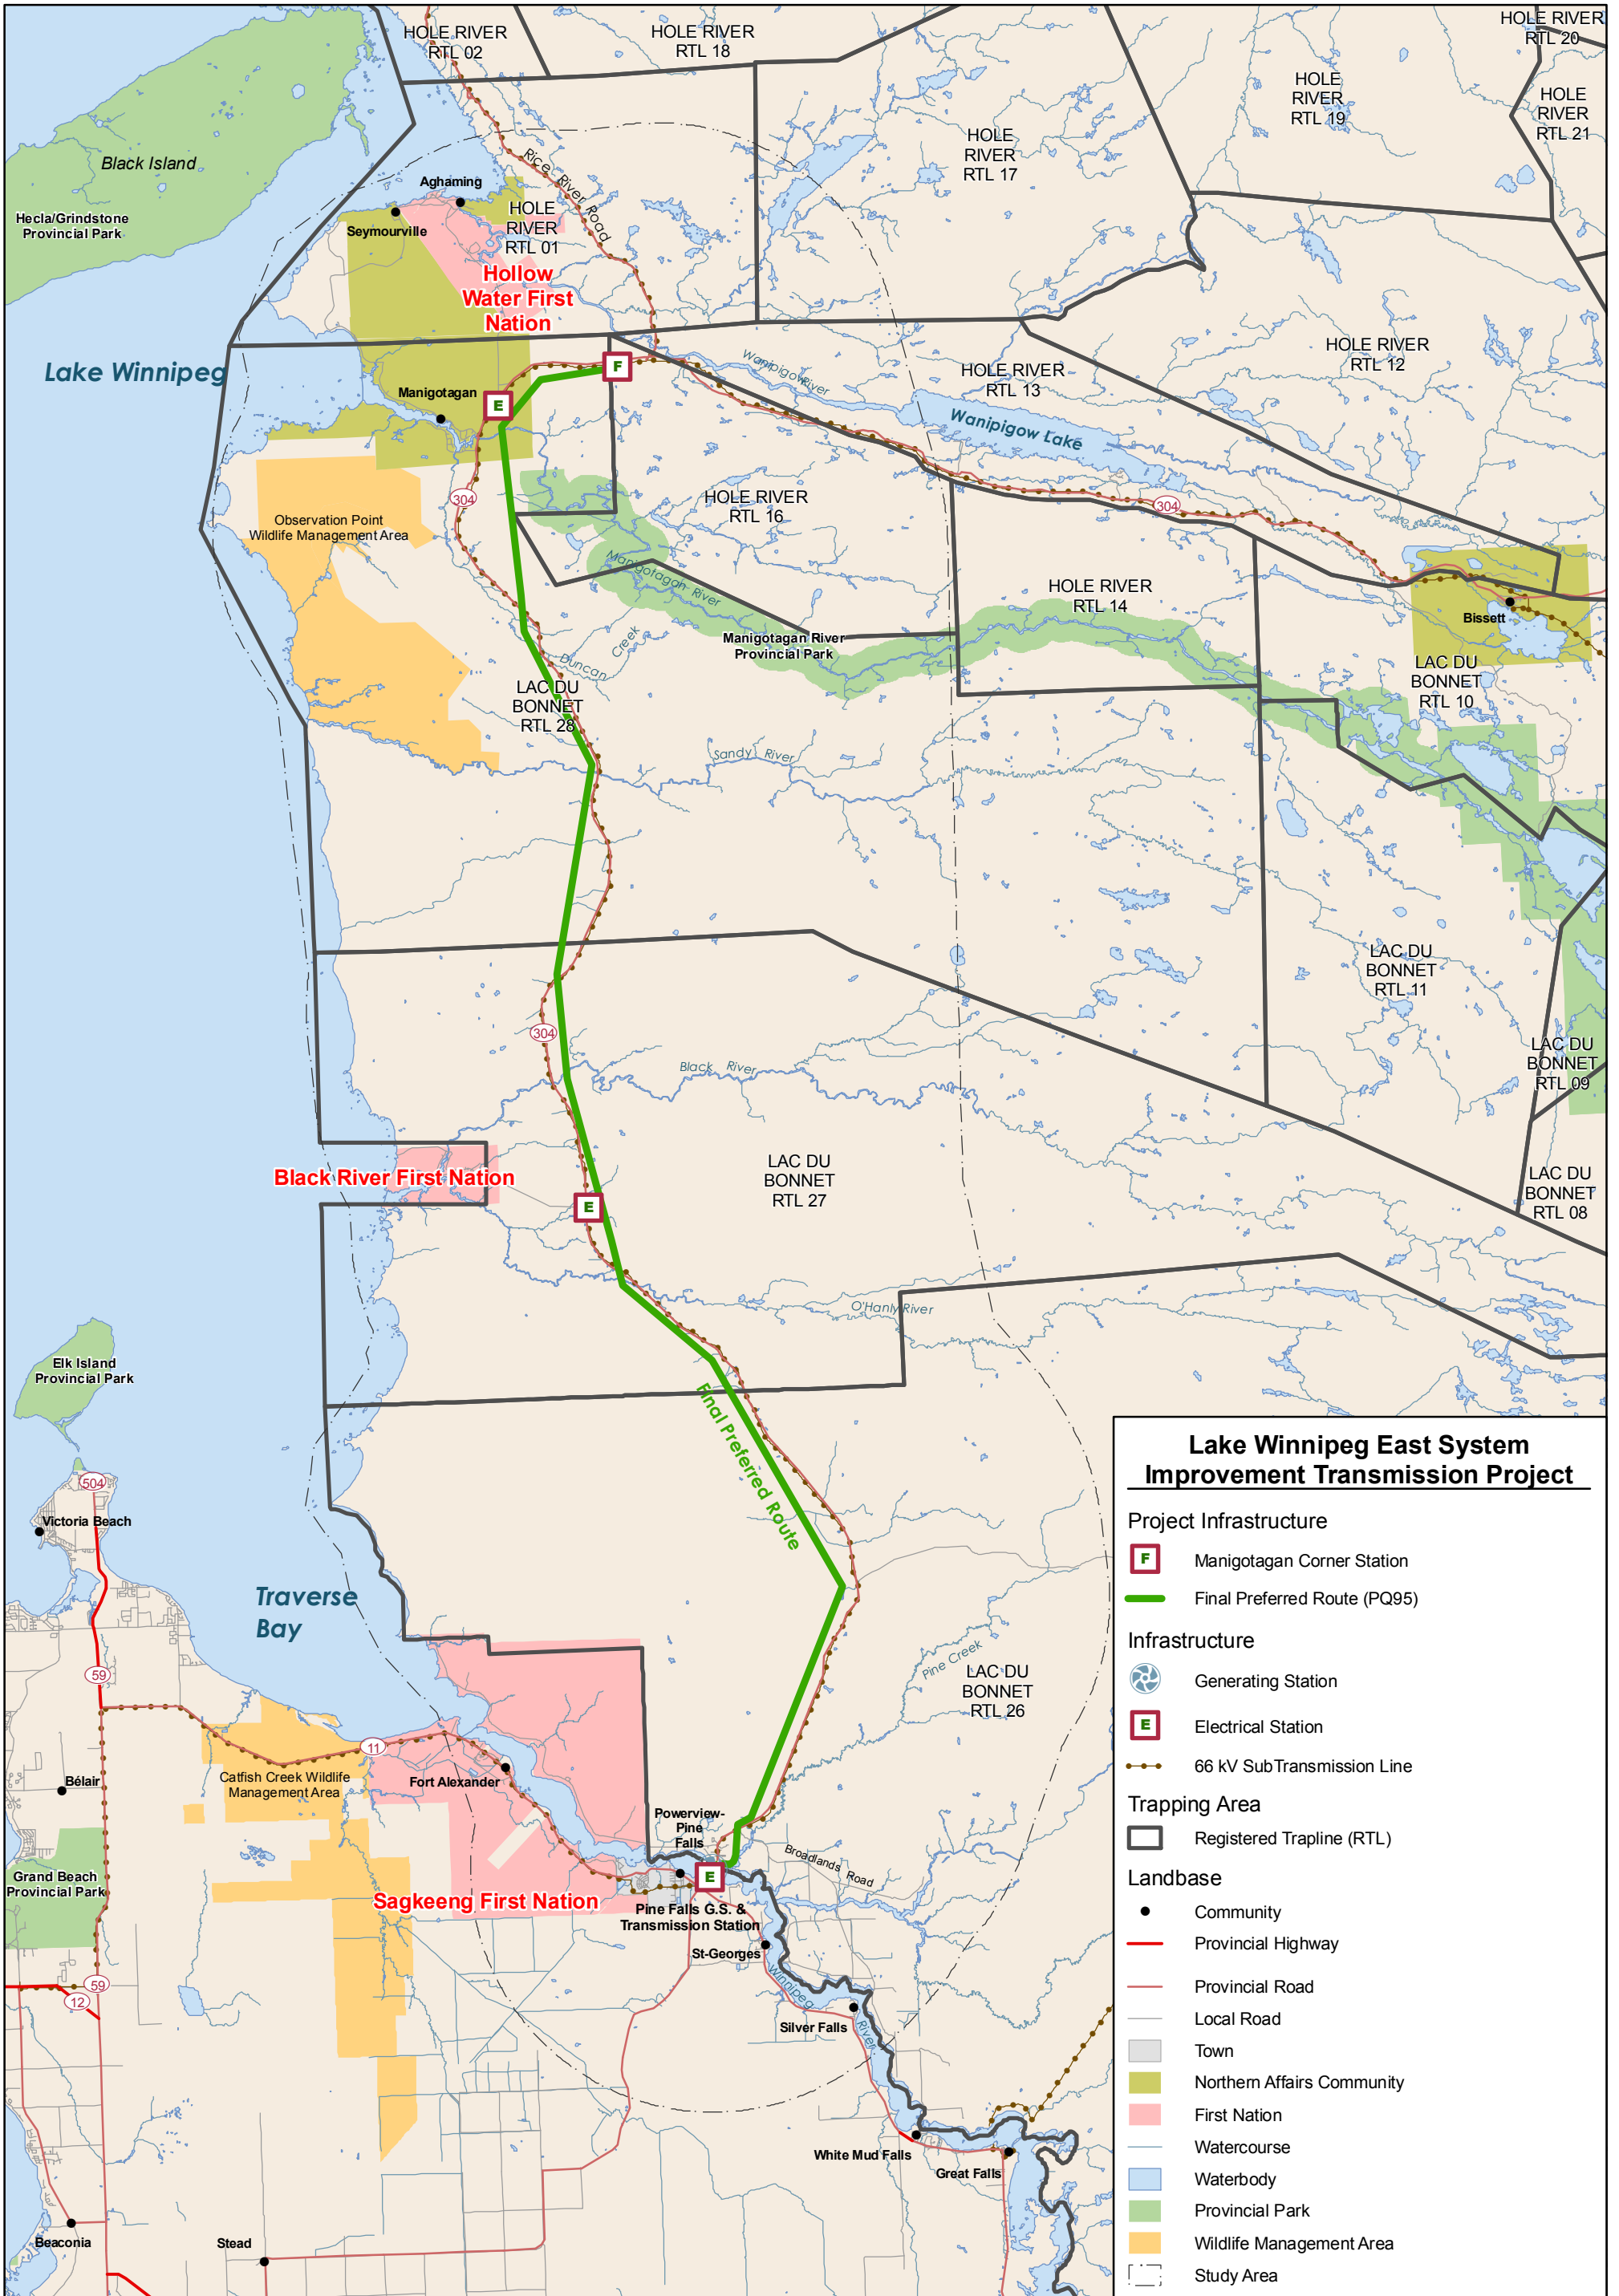 HOLE RIVER
RTL 02
HOLE RIVER
RTL 18
HOLE RIVER
RTL 20
HOLE
RIVER
RTL 19
HOLE
RIVER
RTL 21
HOLE
RIVER
RTL 17
Black Island
Rice River Road
Aghaming
Hecla/Grindstone
Provincial Park
Seymourville
HOLE
RIVER
RTL 01
Hollow
Water First
Nation
Lake Winnipeg
Manigotagan
E
F
Wanipigow River
HOLE RIVER
RTL 13
HOLE RIVER
RTL 12
Wanipigow Lake
304
304
HOLE RIVER
RTL 16
Observation Point
Wildlife Management Area
Manigotagan River
HOLE RIVER
RTL 14
Manigotagan River
Provincial Park
Bissett
Duncan Creek
LAC DU
BONNET
RTL 28
LAC DU
BONNET
RTL 10
Sandy River
LAC DU
BONNET
RTL 11
304
Black River
LAC DU
BONNET
RTL 09
Black River First Nation
LAC DU
BONNET
RTL 27
LAC DU
BONNET
RTL 08
E
O'Hanly River
Elk Island
Provincial Park
Final Preferred Route
504
Victoria Beach
Traverse
Bay
59
Pine Creek
LAC DU
BONNET
RTL 26
11
Bélair
Catfish Creek Wildlife
Management Area
Fort Alexander
Powerview-
Pine
Falls
Broadlands Road
Grand Beach
Provincial Park
E
Sagkeeng First Nation
Pine Falls G.S. &
Transmission Station
St-Georges
59
12
Winnipeg River
Silver Falls
White Mud Falls
Great Falls
Beaconia
Stead
Lake Winnipeg East System
Improvement Transmission Project
Project Infrastructure
F Manigotagan Corner Station
Final Preferred Route (PQ95)
Infrastructure
Generating Station
E Electrical Station
66 kV SubTransmission Line
Trapping Area
Registered Trapline (RTL)
Landbase
Community
Provincial Highway
Provincial Road
Local Road
Town
Northern Affairs Community
First Nation
Watercourse
Waterbody
Provincial Park
Wildlife Management Area
Study Area